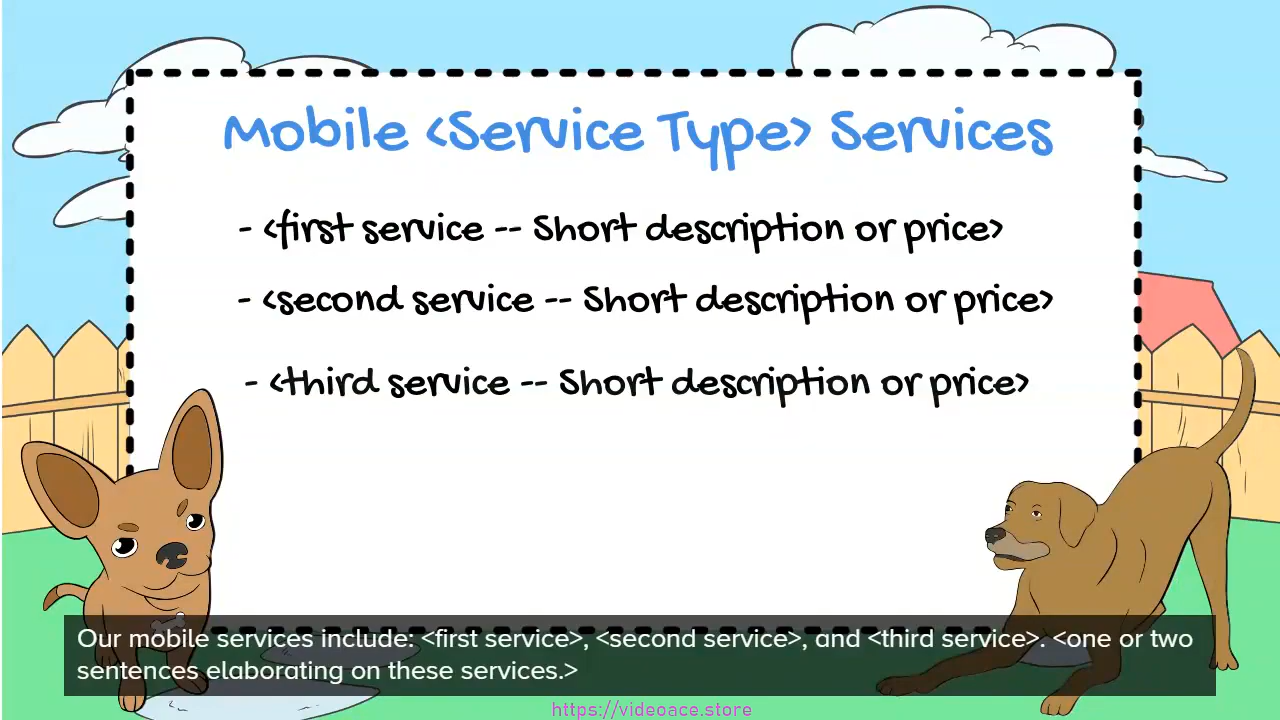 Mobile <Service Type> Services
- <first service -- Short description or price>
- <second service -- Short description or price>
- <third service -- Short description or price>
Our mobile services include: <first service>, <second service>, and <third service>. <one or two
sentences elaborating on these services.>
https://videoace.store